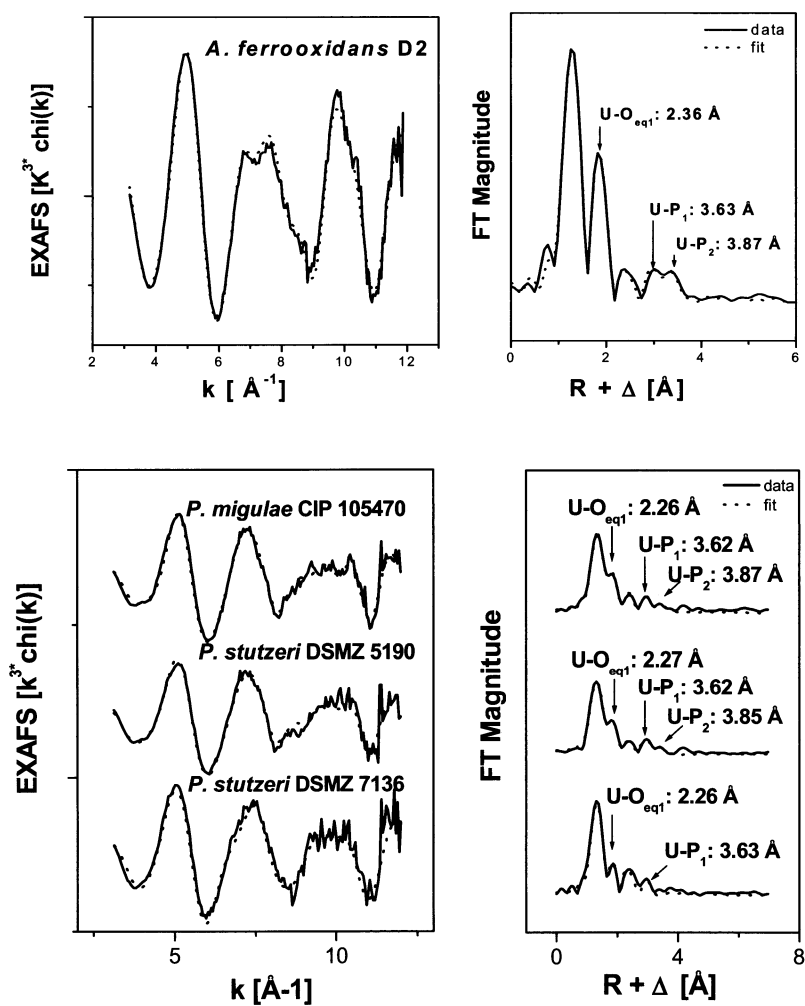 A. ferrooxidans D2
EXAFS [K³* chi(k)]
2 4 6 8 10 12
k [ Å⁻¹]
data
fit
U-Oeq1: 2.36 Å
U-P1: 3.63 Å
U-P2: 3.87 Å
FT Magnitude
0 2 4 6
R + Δ [Å]
P. migulae CIP 105470
P. stutzeri DSMZ 5190
P. stutzeri DSMZ 7136
EXAFS [k³* chi(k)]
5 10
k [Å-1]
data
fit
U-Oeq1: 2.26 Å
U-P1: 3.62 Å
U-P2: 3.87 Å
U-Oeq1: 2.27 Å
U-P1: 3.62 Å
U-P2: 3.85 Å
U-Oeq1: 2.26 Å
U-P1: 3.63 Å
FT Magnitude
0 4 8
R + Δ [Å]